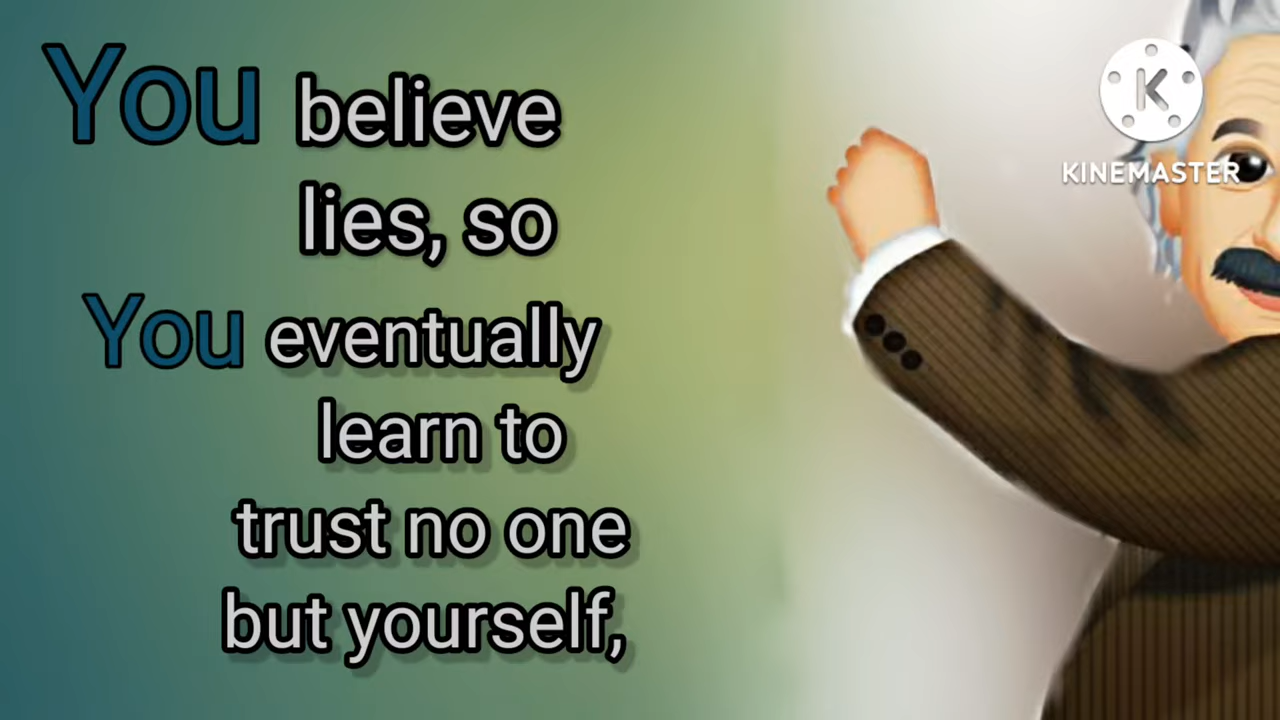 You believe
lies, so
You eventually
learn to
trust no one
but yourself,
K
KINEMASTER